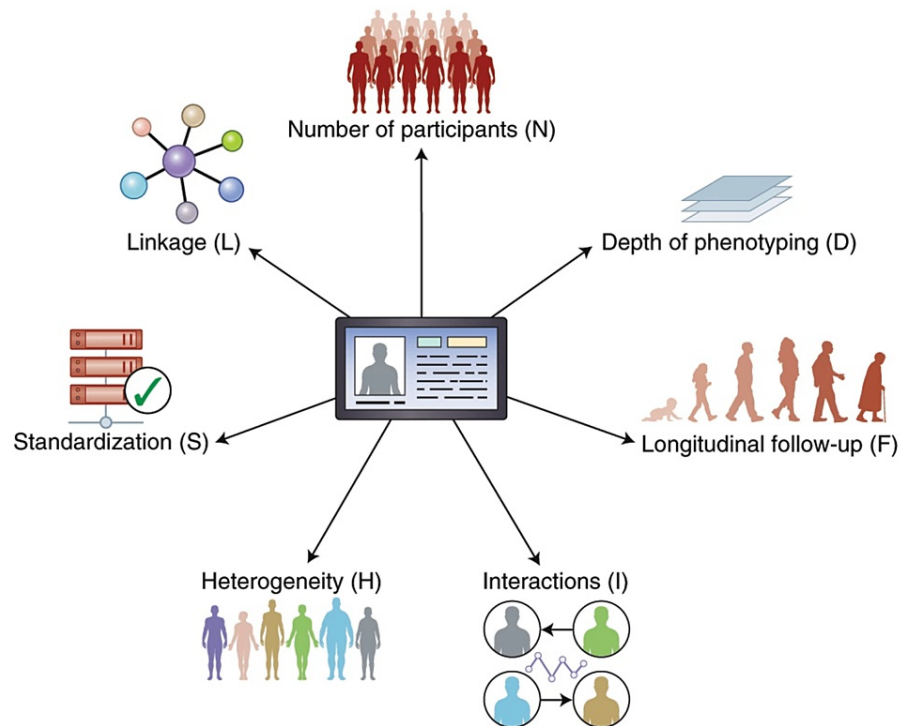 Number of participants (N)
Linkage (L)
Depth of phenotyping (D)
Standardization (S)
Longitudinal follow-up (F)
Heterogeneity (H)
Interactions (I)